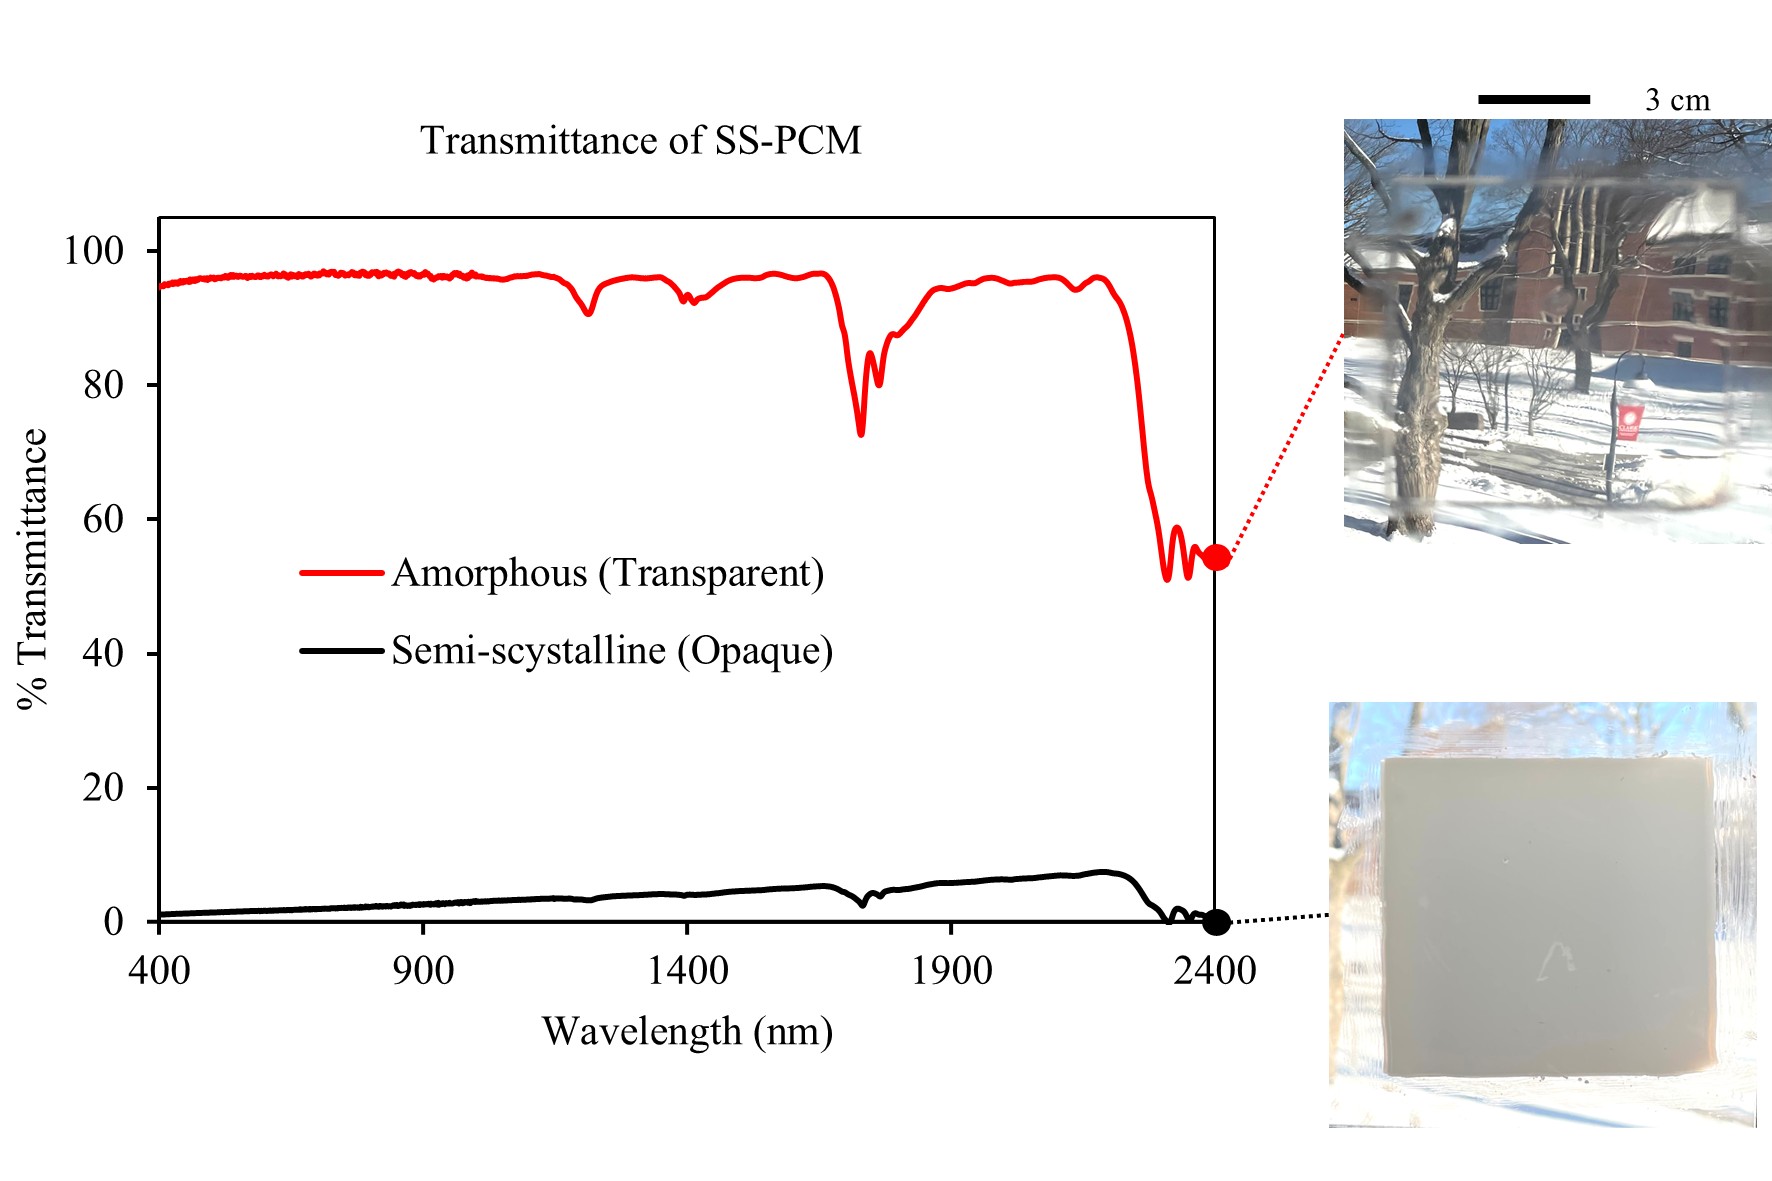 3 cm
Transmittance of SS-PCM
% Transmittance
100
80
60
40
20
0
Amorphous (Transparent)
Semi-scystalline (Opaque)
400 900 1400 1900 2400
Wavelength (nm)